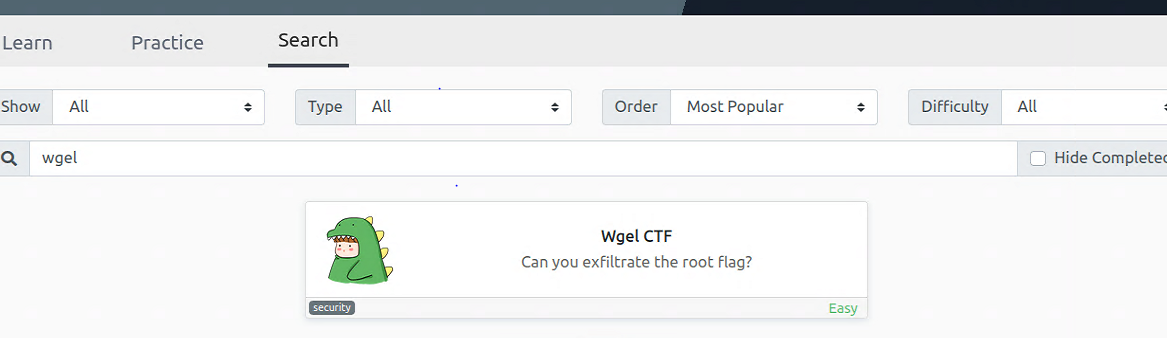 Learn Practice Search
Show All Type All Order Most Popular Difficulty All
wgel Hide Completed
Wgel CTF
Can you exfiltrate the root flag?
security Easy